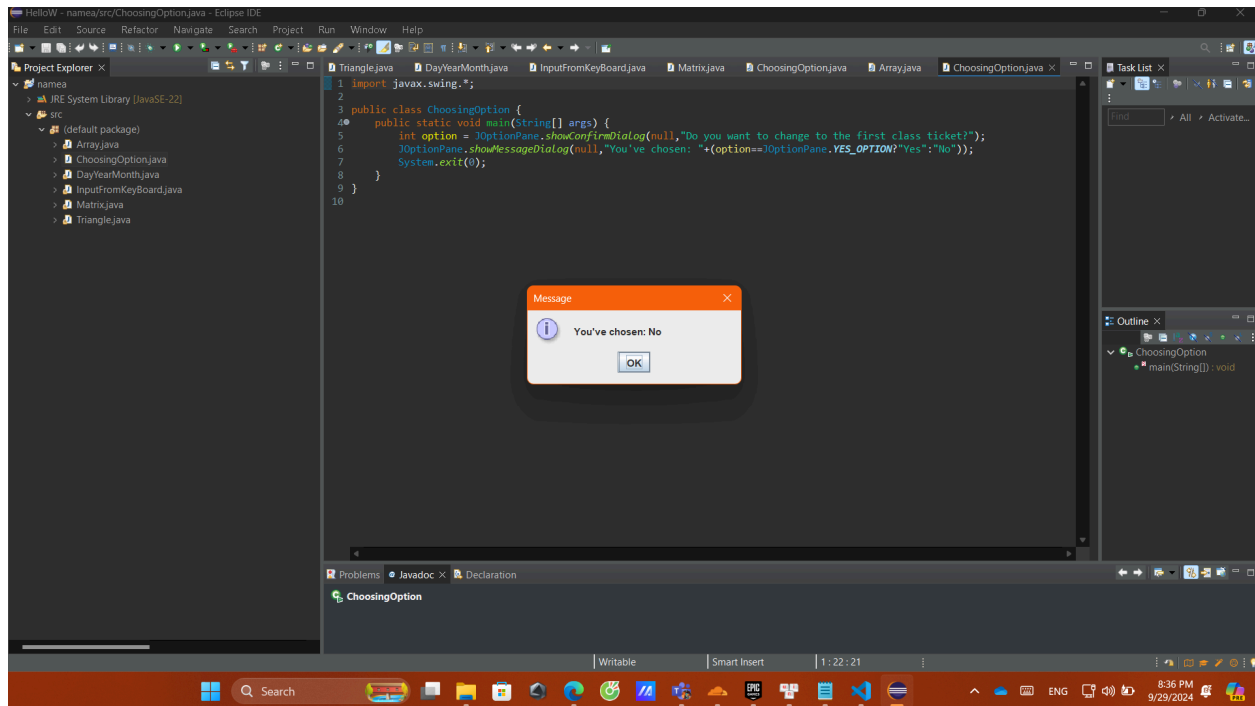 HelloW - namea/src/ChoosingOption.java - Eclipse IDE
File Edit Source Refactor Navigate Search Project Run Window Help
Project Explorer
namea
JRE System Library [JavaSE-22]
src
(default package)
Array.java
ChoosingOption.java
DayYearMonth.java
InputFromKeyBoard.java
Matrix.java
Triangle.java
Triangle.java DayYearMonth.java InputFromKeyBoard.java Matrix.java ChoosingOption.java Array.java ChoosingOption.java
1 import javax.swing.*;
2
3 public class ChoosingOption {
4 public static void main(String[] args) {
5 int option = JOptionPane.showConfirmDialog(null,"Do you want to change to the first class ticket?");
6 JOptionPane.showMessageDialog(null,"You've chosen: "+(option==JOptionPane.YES_OPTION?"Yes":"No"));
7 System.exit(0);
8 }
9 }
10
Message
You've chosen: No
OK
Task List
Find All Activate...
Outline
ChoosingOption
main(String[]) : void
Problems Javadoc Declaration
ChoosingOption
Writable Smart Insert 1 : 22 : 21
Search
EPIC GAMES
ENG
8:36 PM
9/29/2024
PRE